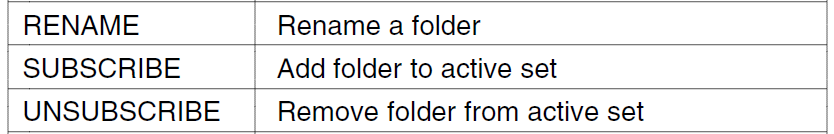 RENAME Rename a folder
SUBSCRIBE Add folder to active set
UNSUBSCRIBE Remove folder from active set